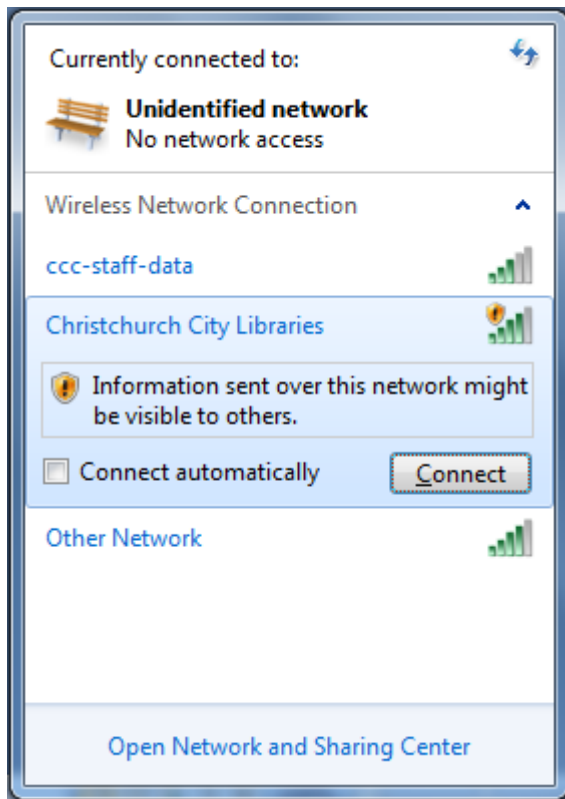 Currently connected to:
Unidentified network
No network access
Wireless Network Connection
ccc-staff-data
Christchurch City Libraries
Information sent over this network might
be visible to others.
Connect automatically
Connect
Other Network
Open Network and Sharing Center